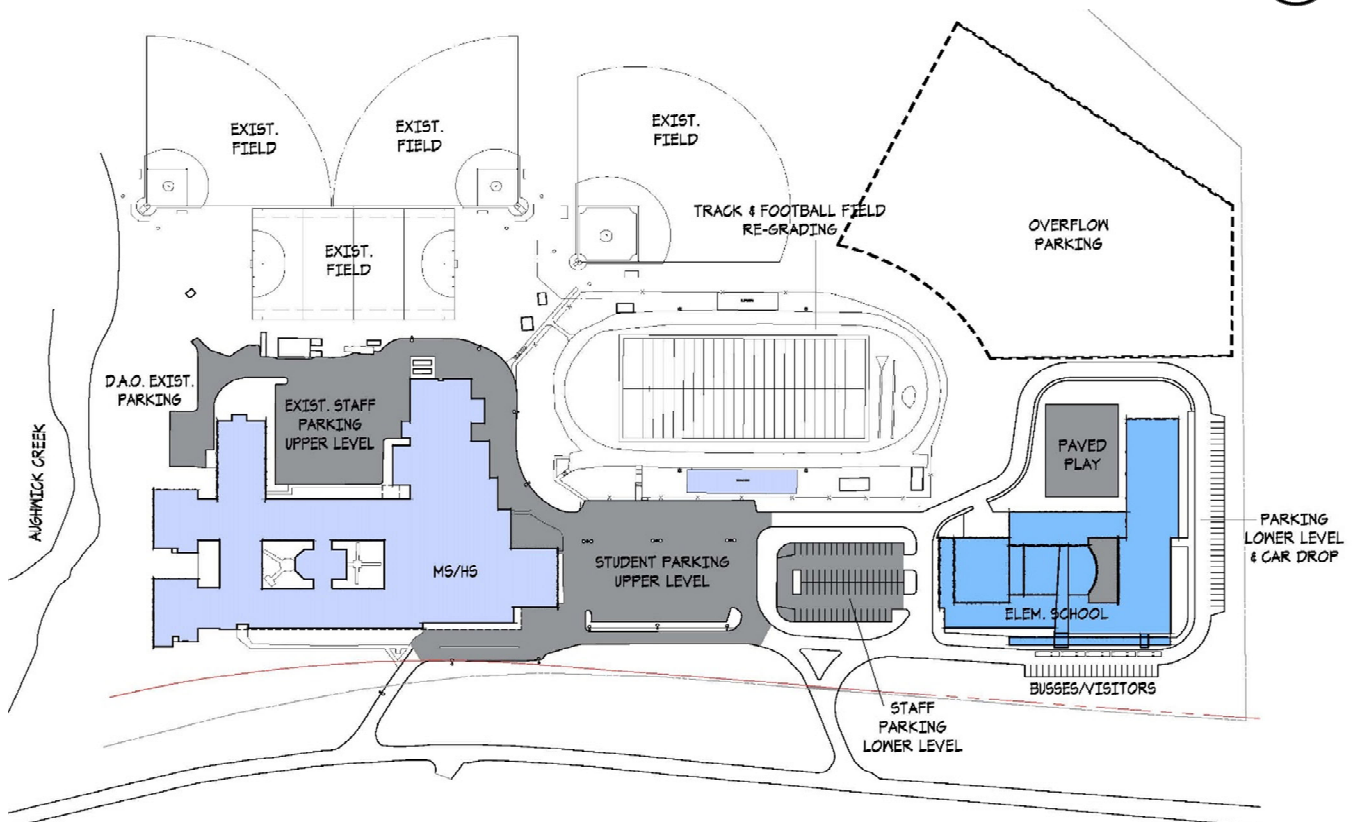 EXIST.
FIELD
EXIST.
FIELD
EXIST.
FIELD
TRACK & FOOTBALL FIELD
RE-GRADING
OVERFLOW
PARKING
EXIST.
FIELD
D.A.O. EXIST.
PARKING
EXIST. STAFF
PARKING
UPPER LEVEL
PAVED
PLAY
AUGHWICK CREEK
PARKING
LOWER LEVEL
& CAR DROP
MS/HS
STUDENT PARKING
UPPER LEVEL
ELEM. SCHOOL
BUSSES/VISITORS
STAFF
PARKING
LOWER LEVEL